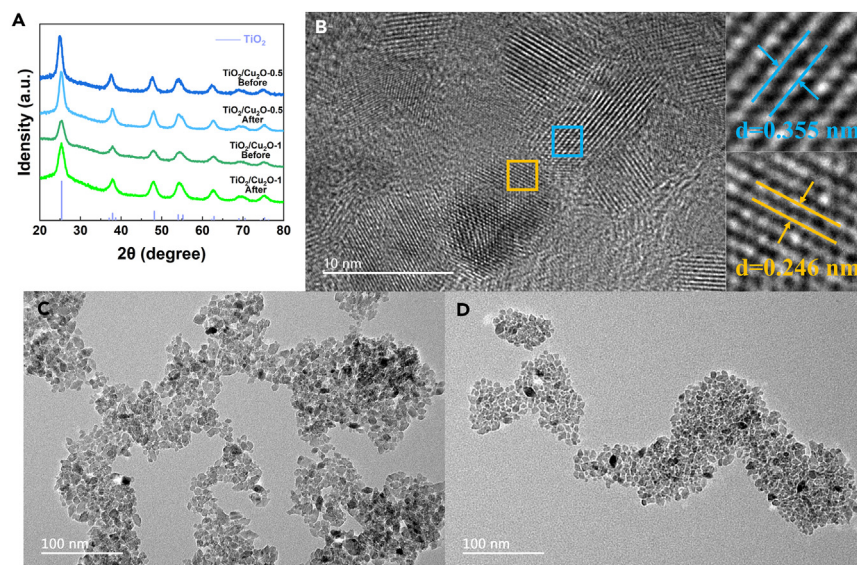 A
Idensity (a.u.)
TiO₂
TiO₂/Cu₂O-0.5
Before
TiO₂/Cu₂O-0.5
After
TiO₂/Cu₂O-1
Before
TiO₂/Cu₂O-1
After
20 30 40 50 60 70 80
2θ (degree)
B
10 nm
d=0.355 nm
d=0.246 nm
C
100 nm
D
100 nm